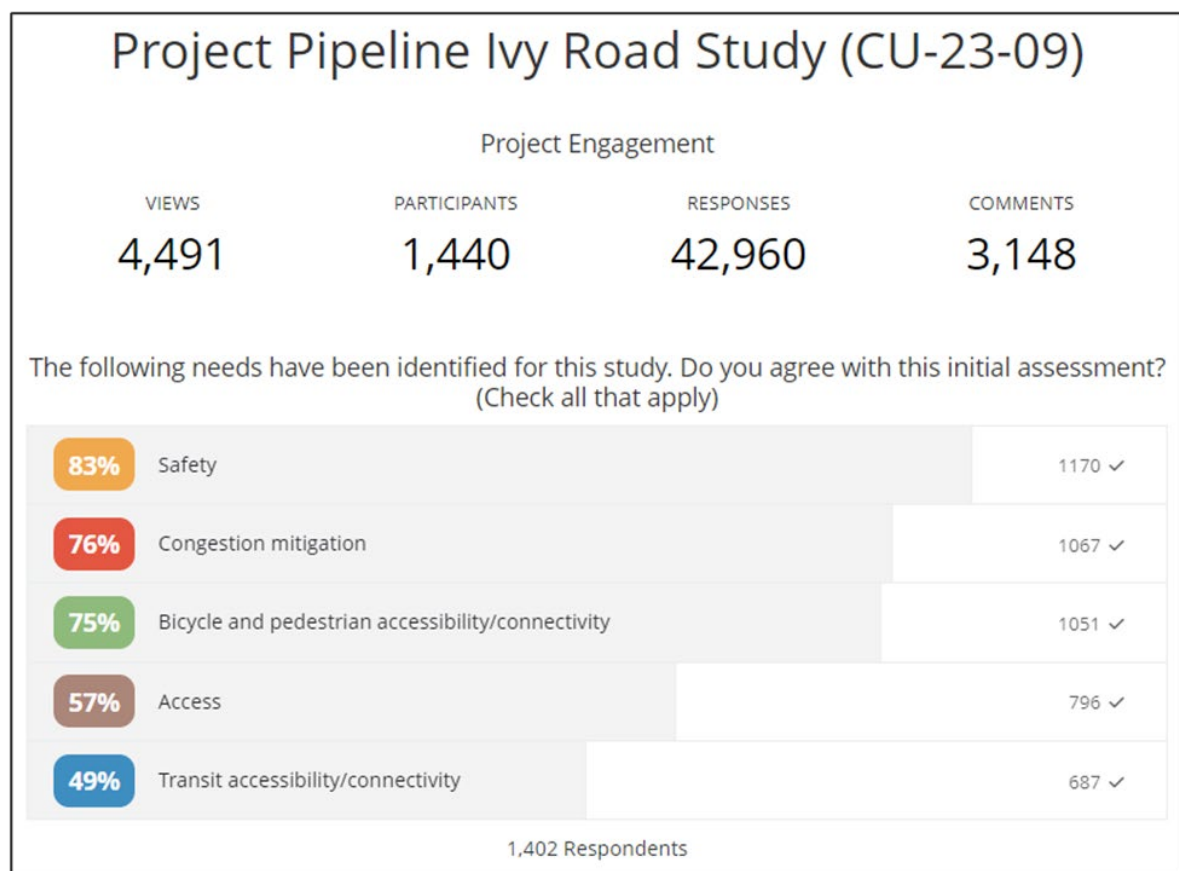 Project Pipeline Ivy Road Study (CU-23-09)
Project Engagement
VIEWS PARTICIPANTS RESPONSES COMMENTS
4,491 1,440 42,960 3,148
The following needs have been identified for this study. Do you agree with this initial assessment?
(Check all that apply)
83% Safety 1170 ✓
76% Congestion mitigation 1067 ✓
75% Bicycle and pedestrian accessibility/connectivity 1051 ✓
57% Access 796 ✓
49% Transit accessibility/connectivity 687 ✓
1,402 Respondents